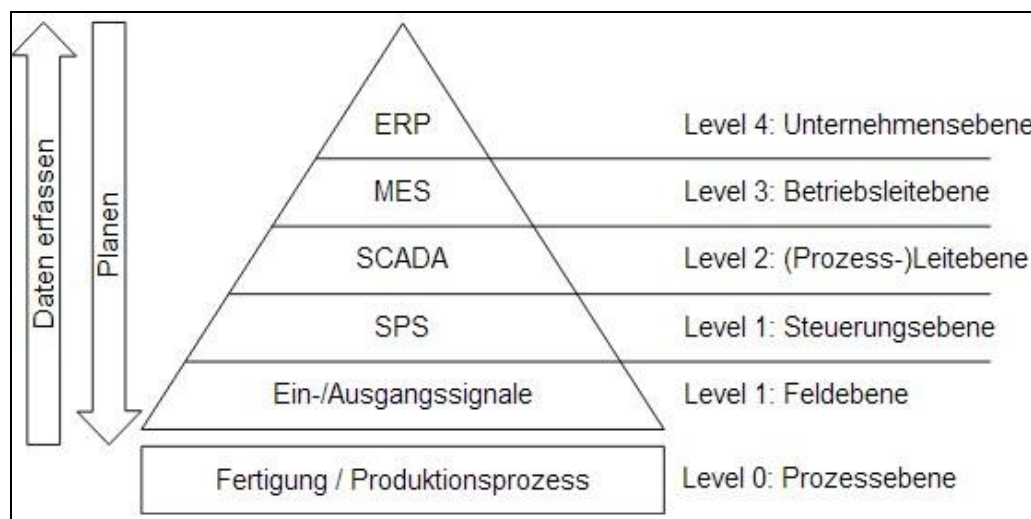 Daten erfassen
Planen
ERP
Level 4: Unternehmensebene
MES
Level 3: Betriebsleitebene
SCADA
Level 2: (Prozess-)Leitebene
SPS
Level 1: Steuerungsebene
Ein-/Ausgangssignale
Level 1: Feldebene
Fertigung / Produktionsprozess
Level 0: Prozessebene